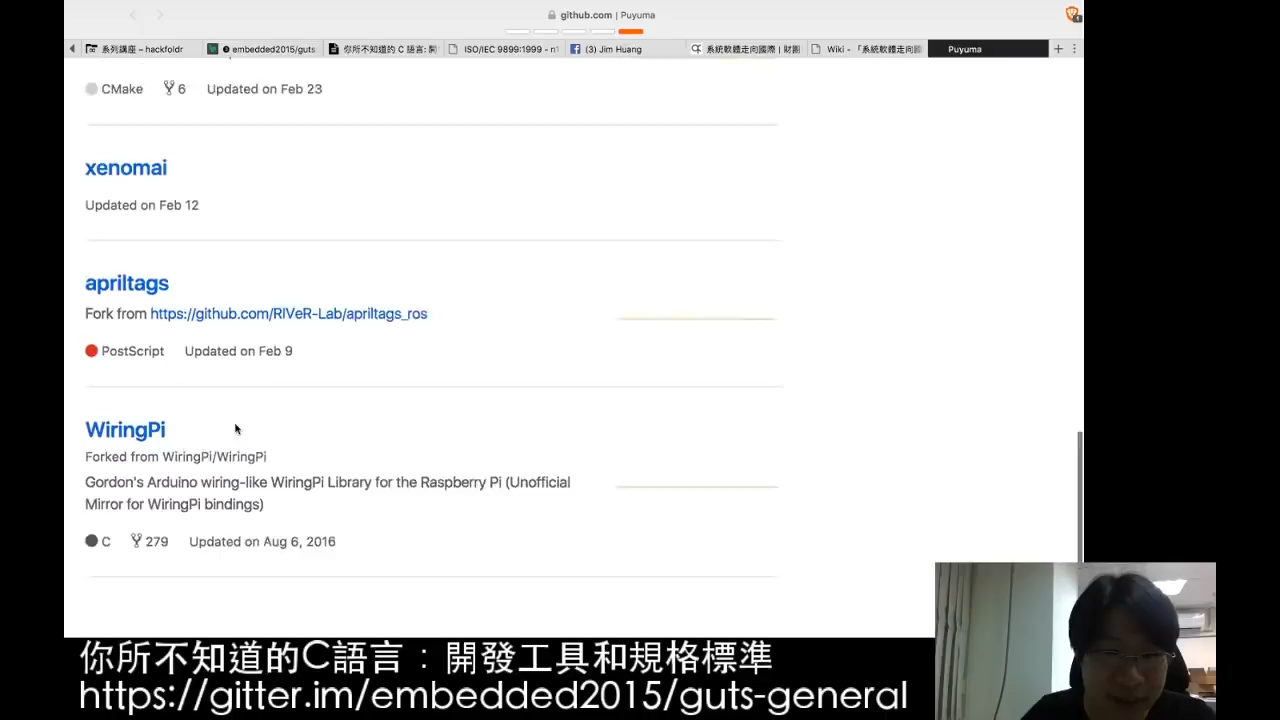 github.com | Puyuma
系列講座 – hackfoldr
embedded2015/guts
你所不知道的 C 語言: 開
ISO/IEC 9899:1999 - n1
(3) Jim Huang
系統軟體走向國際 | 財團
Wiki - 「系統軟體走向國
Puyuma
CMake 6 Updated on Feb 23
xenomai
Updated on Feb 12
apriltags
Fork from https://github.com/RIVeR-Lab/apriltags_ros
PostScript Updated on Feb 9
WiringPi
Forked from WiringPi/WiringPi
Gordon's Arduino wiring-like WiringPi Library for the Raspberry Pi (Unofficial
Mirror for WiringPi bindings)
C 279 Updated on Aug 6, 2016
你所不知道的C語言：開發工具和規格標準
https://gitter.im/embedded2015/guts-general